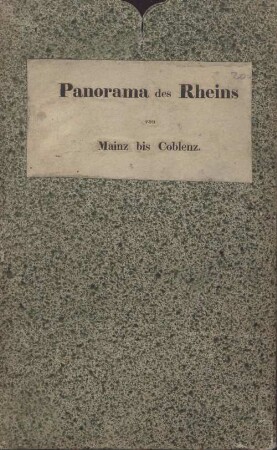 Panorama des Rheins
von
Mainz bis Coblenz.